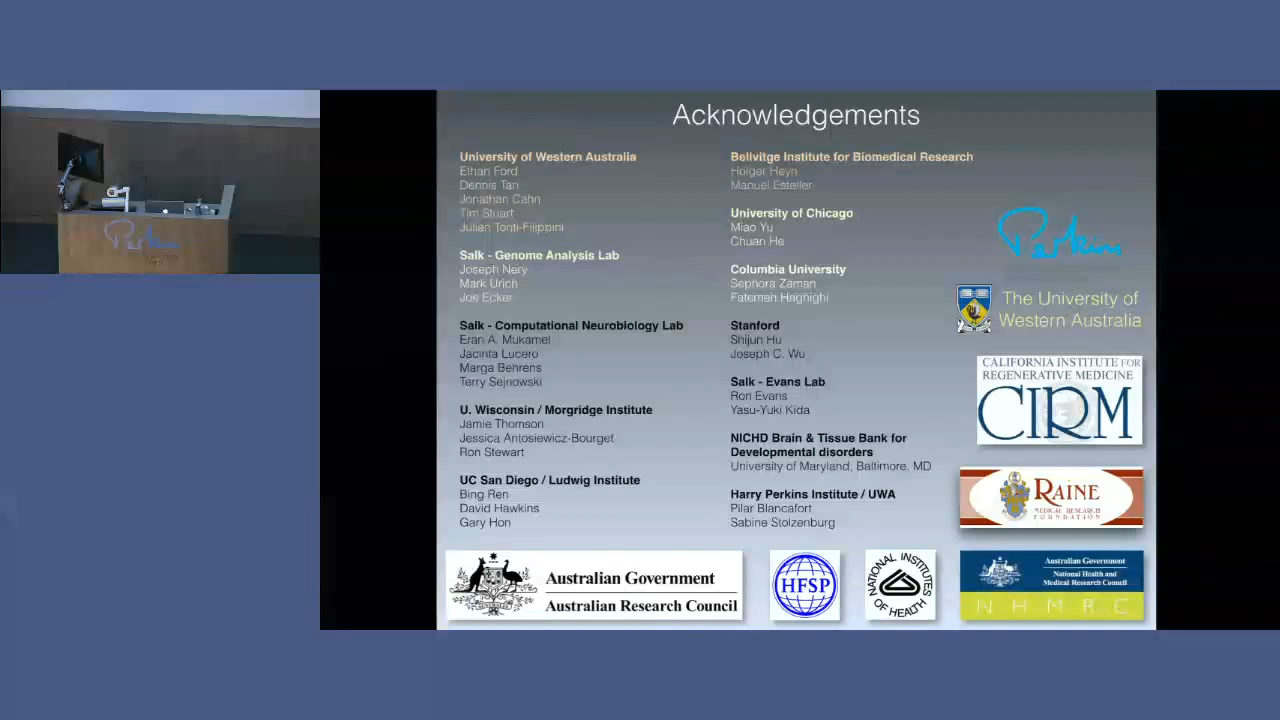 Acknowledgements
University of Western Australia
Ethan Ford
Dennis Tan
Jonathan Cahn
Tim Stuart
Julian Tonti-Filippini
Salk - Genome Analysis Lab
Joseph Nery
Mark Urich
Joe Ecker
Salk - Computational Neurobiology Lab
Eran A. Mukamel
Jacinta Lucero
Marga Behrens
Terry Sejnowski
U. Wisconsin / Morgridge Institute
Jamie Thomson
Jessica Antosiewicz-Bourget
Ron Stewart
UC San Diego / Ludwig Institute
Bing Ren
David Hawkins
Gary Hon
Bellvitge Institute for Biomedical Research
Holger Heyn
Manuel Esteller
University of Chicago
Miao Yu
Chuan He
Columbia University
Sephora Zaman
Fatemeh Haghighi
Stanford
Shijun Hu
Joseph C. Wu
Salk - Evans Lab
Ron Evans
Yasu-Yuki Kida
NICHD Brain & Tissue Bank for
Developmental disorders
University of Maryland, Baltimore, MD
Harry Perkins Institute / UWA
Pilar Blancafort
Sabine Stolzenburg
Perkins
The University of
Western Australia
CALIFORNIA INSTITUTE FOR
REGENERATIVE MEDICINE
CIRM
RAINE
MEDICAL RESEARCH
FOUNDATION
Australian Government
Australian Research Council
HFSP
NATIONAL INSTITUTES
OF HEALTH
Australian Government
National Health and
Medical Research Council
NHMRC
Perkins